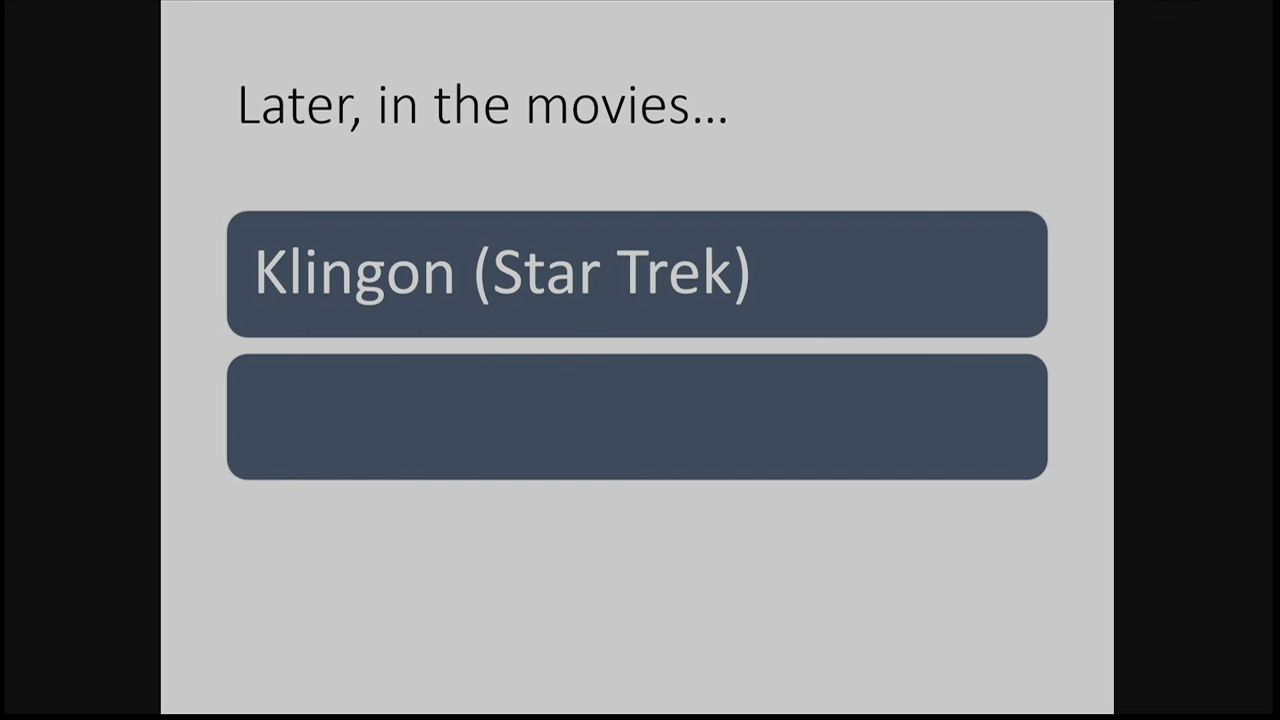 Later, in the movies...
Klingon (Star Trek)